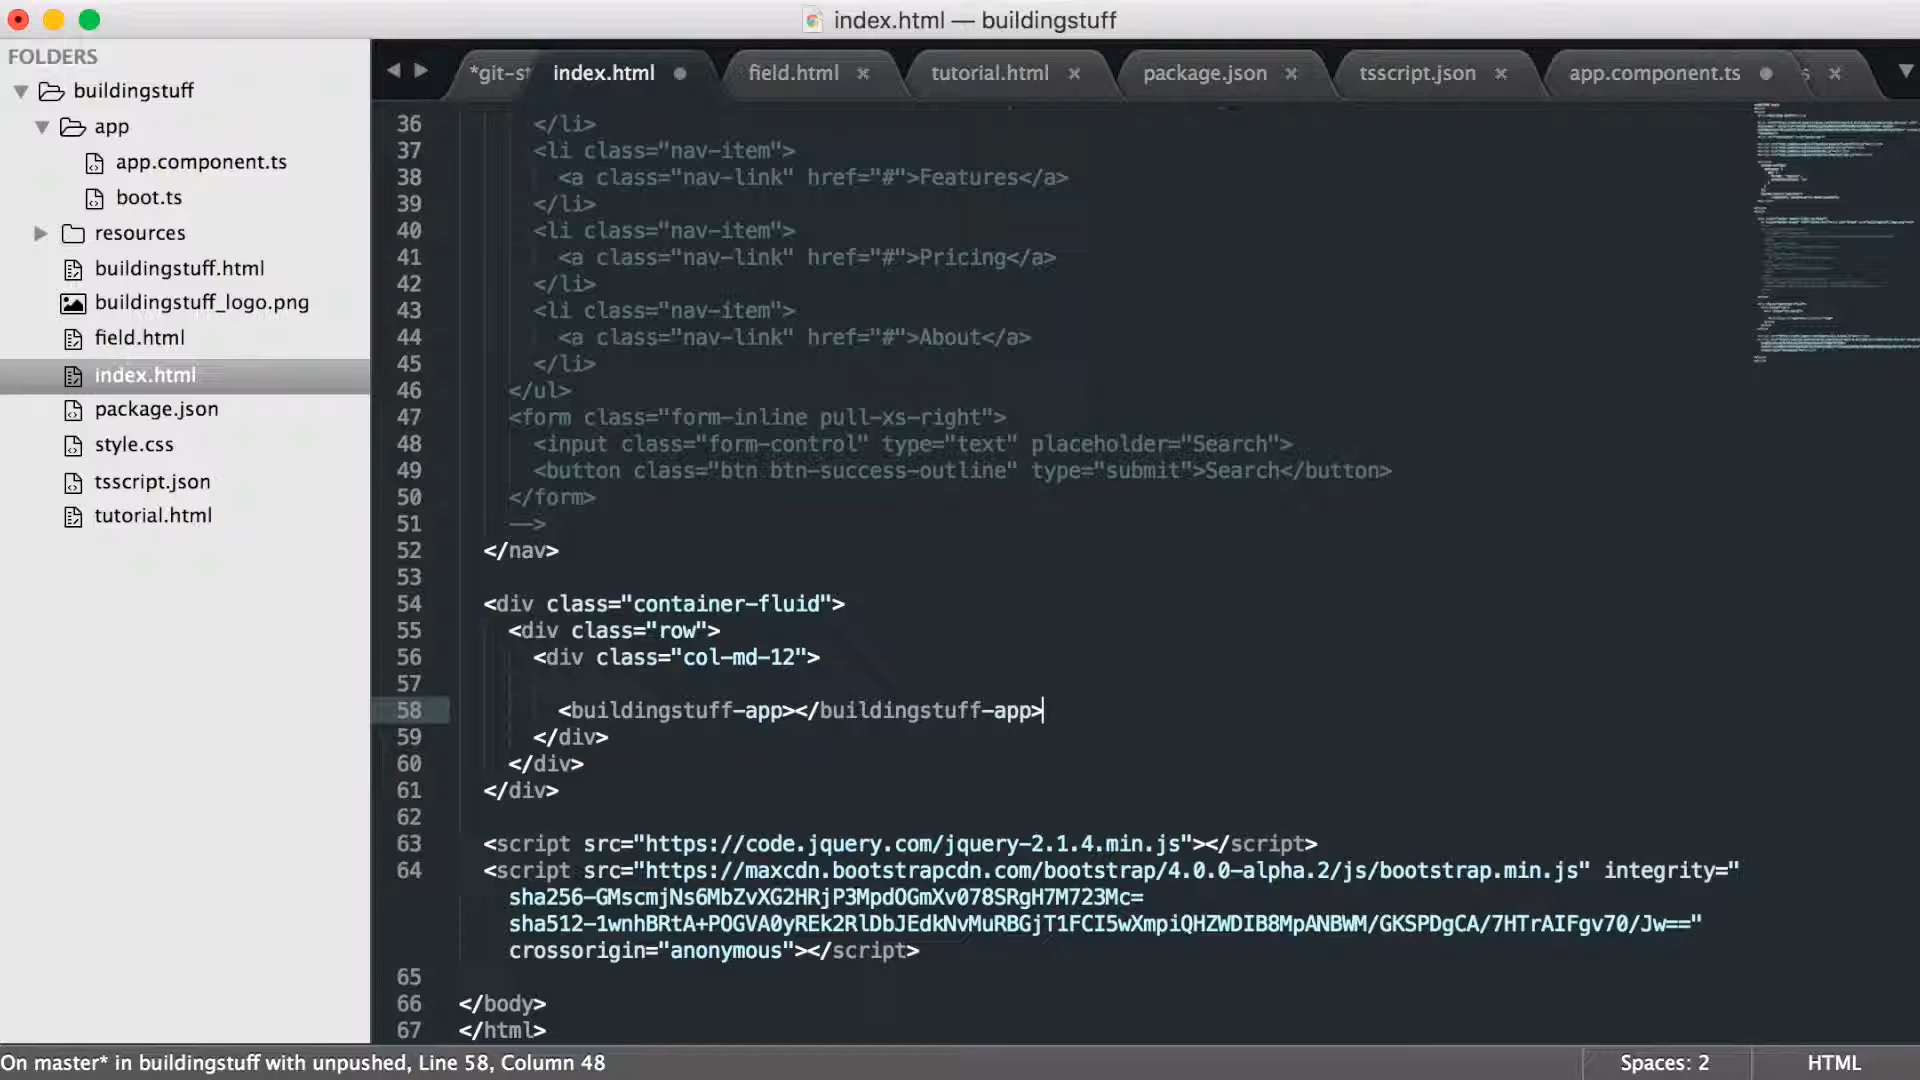 index.html — buildingstuff
FOLDERS
buildingstuff
app
app.component.ts
boot.ts
resources
buildingstuff.html
buildingstuff_logo.png
field.html
index.html
package.json
style.css
tsscript.json
tutorial.html
*git-st index.html field.html tutorial.html package.json tsscript.json app.component.ts s
36 </li>
37 <li class="nav-item">
38 <a class="nav-link" href="#">Features</a>
39 </li>
40 <li class="nav-item">
41 <a class="nav-link" href="#">Pricing</a>
42 </li>
43 <li class="nav-item">
44 <a class="nav-link" href="#">About</a>
45 </li>
46 </ul>
47 <form class="form-inline pull-xs-right">
48 <input class="form-control" type="text" placeholder="Search">
49 <button class="btn btn-success-outline" type="submit">Search</button>
50 </form>
51 -->
52 </nav>
53
54 <div class="container-fluid">
55 <div class="row">
56 <div class="col-md-12">
57
58 <buildingstuff-app></buildingstuff-app>
59 </div>
60 </div>
61 </div>
62
63 <script src="https://code.jquery.com/jquery-2.1.4.min.js"></script>
64 <script src="https://maxcdn.bootstrapcdn.com/bootstrap/4.0.0-alpha.2/js/bootstrap.min.js" integrity="
sha256-GMscmjNs6MbZvXG2HRjP3MpdOGmXv078SRgH7M723Mc=
sha512-1wnhBRtA+POGVA0yREk2RlDbJEdkNvMuRBGjT1FCI5wXmpiQHZWDIB8MpANBWM/GKSPDgCA/7HTrAIFgv70/Jw=="
crossorigin="anonymous"></script>
65
66 </body>
67 </html>
On master* in buildingstuff with unpushed, Line 58, Column 48
Spaces: 2
HTML